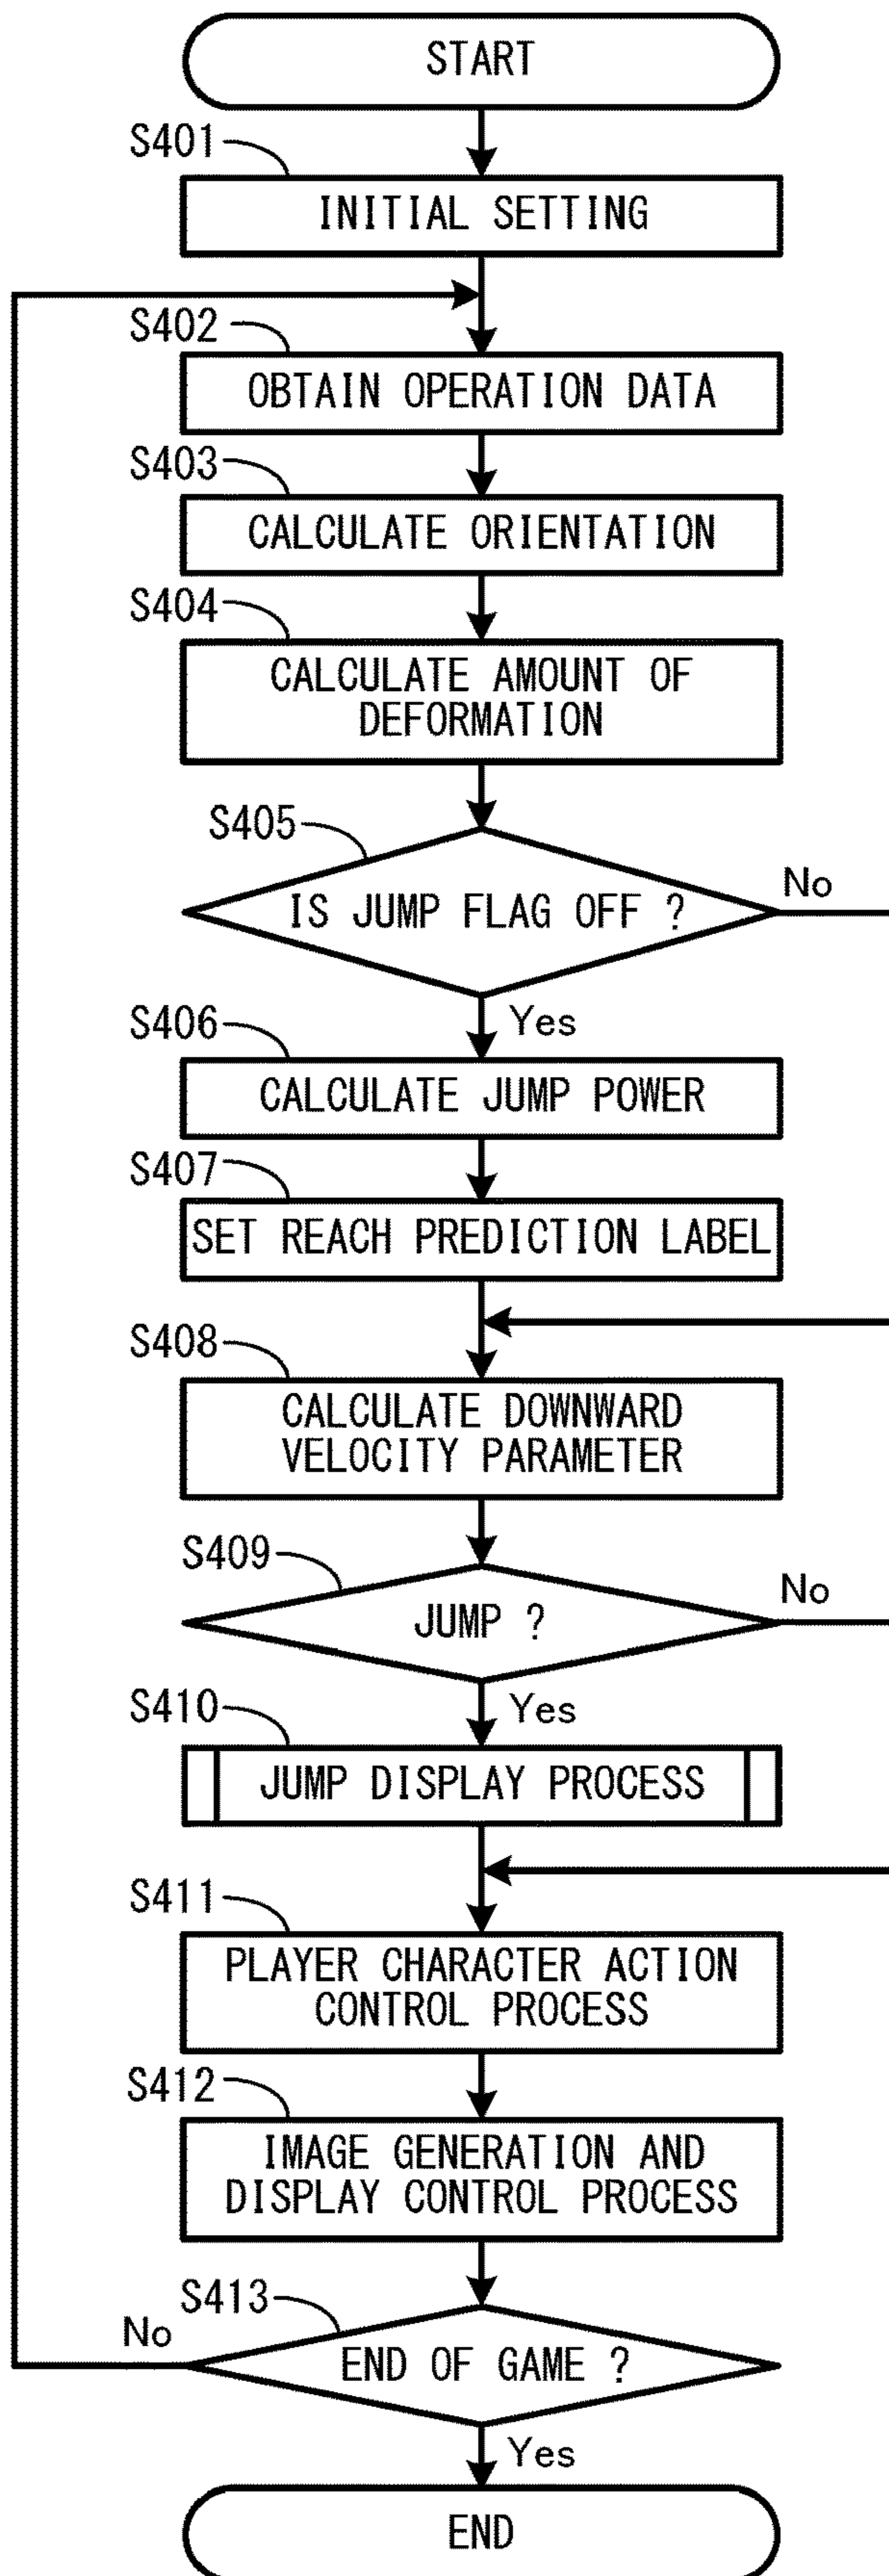 START
S401
INITIAL SETTING
S402
OBTAIN OPERATION DATA
S403
CALCULATE ORIENTATION
S404
CALCULATE AMOUNT OF
DEFORMATION
S405
IS JUMP FLAG OFF ?
No
Yes
S406
CALCULATE JUMP POWER
S407
SET REACH PREDICTION LABEL
S408
CALCULATE DOWNWARD
VELOCITY PARAMETER
S409
JUMP ?
No
Yes
S410
JUMP DISPLAY PROCESS
S411
PLAYER CHARACTER ACTION
CONTROL PROCESS
S412
IMAGE GENERATION AND
DISPLAY CONTROL PROCESS
S413
No
END OF GAME ?
Yes
END